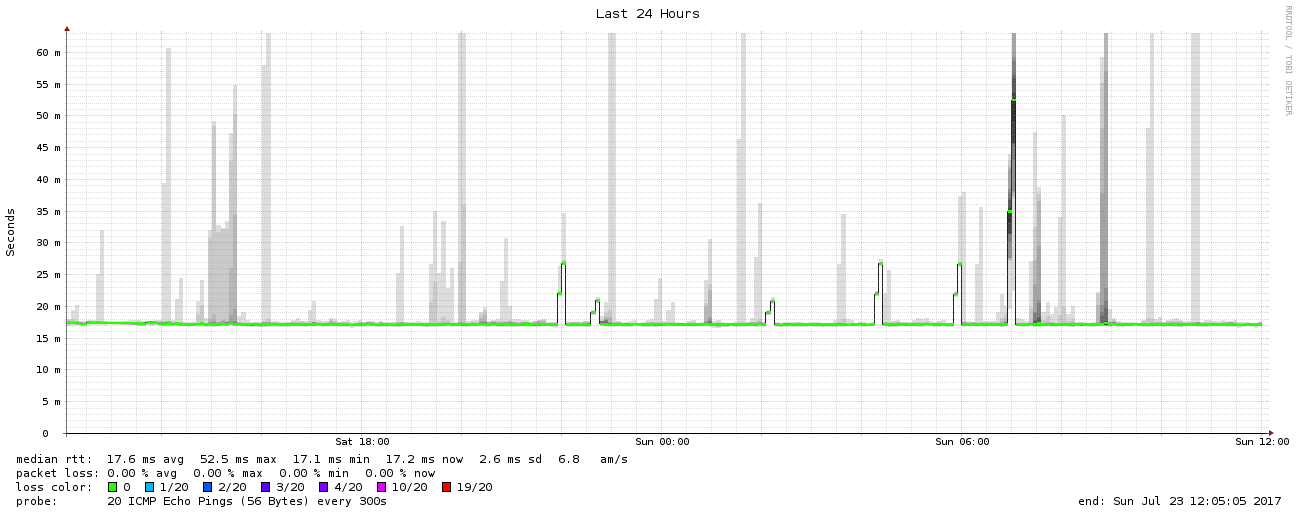 Last 24 Hours
RRDTOOL / TOBI OETIKER
Seconds
60 m
55 m
50 m
45 m
40 m
35 m
30 m
25 m
20 m
15 m
10 m
5 m
0
Sat 18:00 Sun 00:00 Sun 06:00 Sun 12:00
median rtt: 17.6 ms avg 52.5 ms max 17.1 ms min 17.2 ms now 2.6 ms sd 6.8 am/s
packet loss: 0.00 % avg 0.00 % max 0.00 % min 0.00 % now
loss color: 0 1/20 2/20 3/20 4/20 10/20 19/20
probe: 20 ICMP Echo Pings (56 Bytes) every 300s end: Sun Jul 23 12:05:05 2017